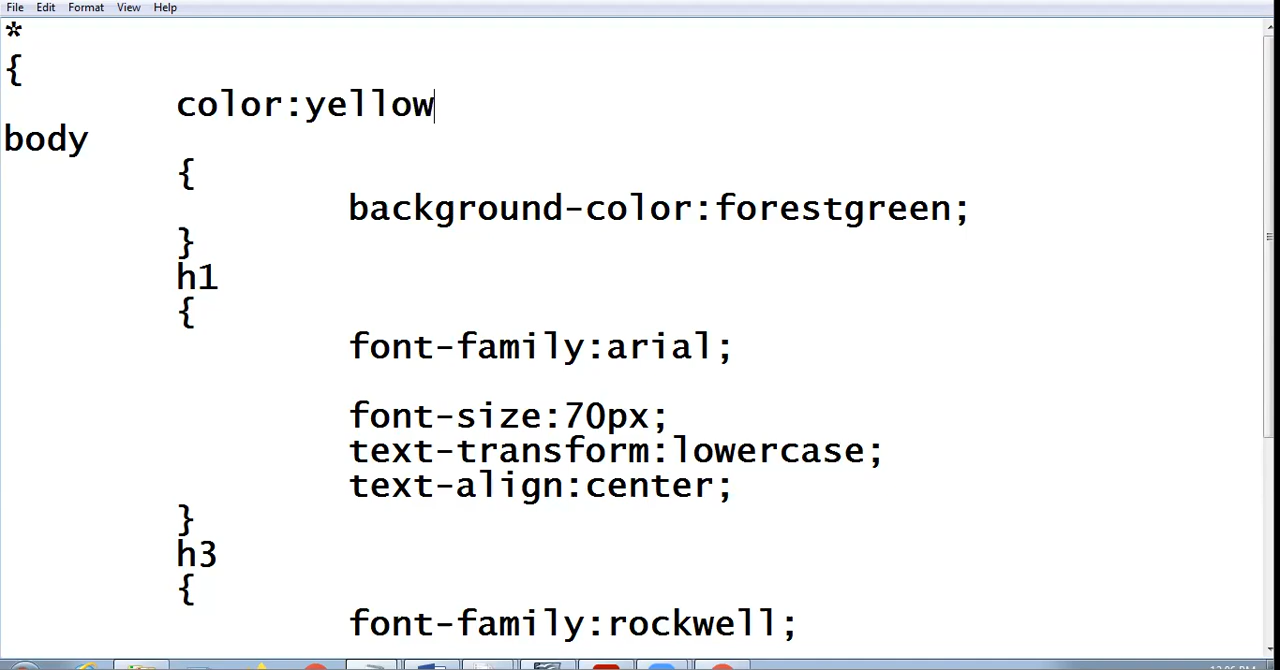 File Edit Format View Help
*
{
color:yellow
body
{
background-color:forestgreen;
}
h1
{
font-family:arial;
font-size:70px;
text-transform:lowercase;
text-align:center;
}
h3
{
font-family:rockwell;